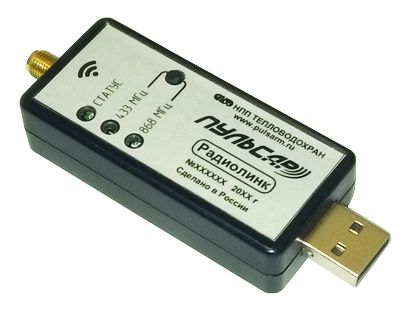 СТАТУС
433 МГц
868 МГц
НПП ТЕПЛОВОДОХРАН
www.pulsarm.ru
ПУЛЬСАР
Радиолинк
№XXXXXX 20XX г
Сделано в России